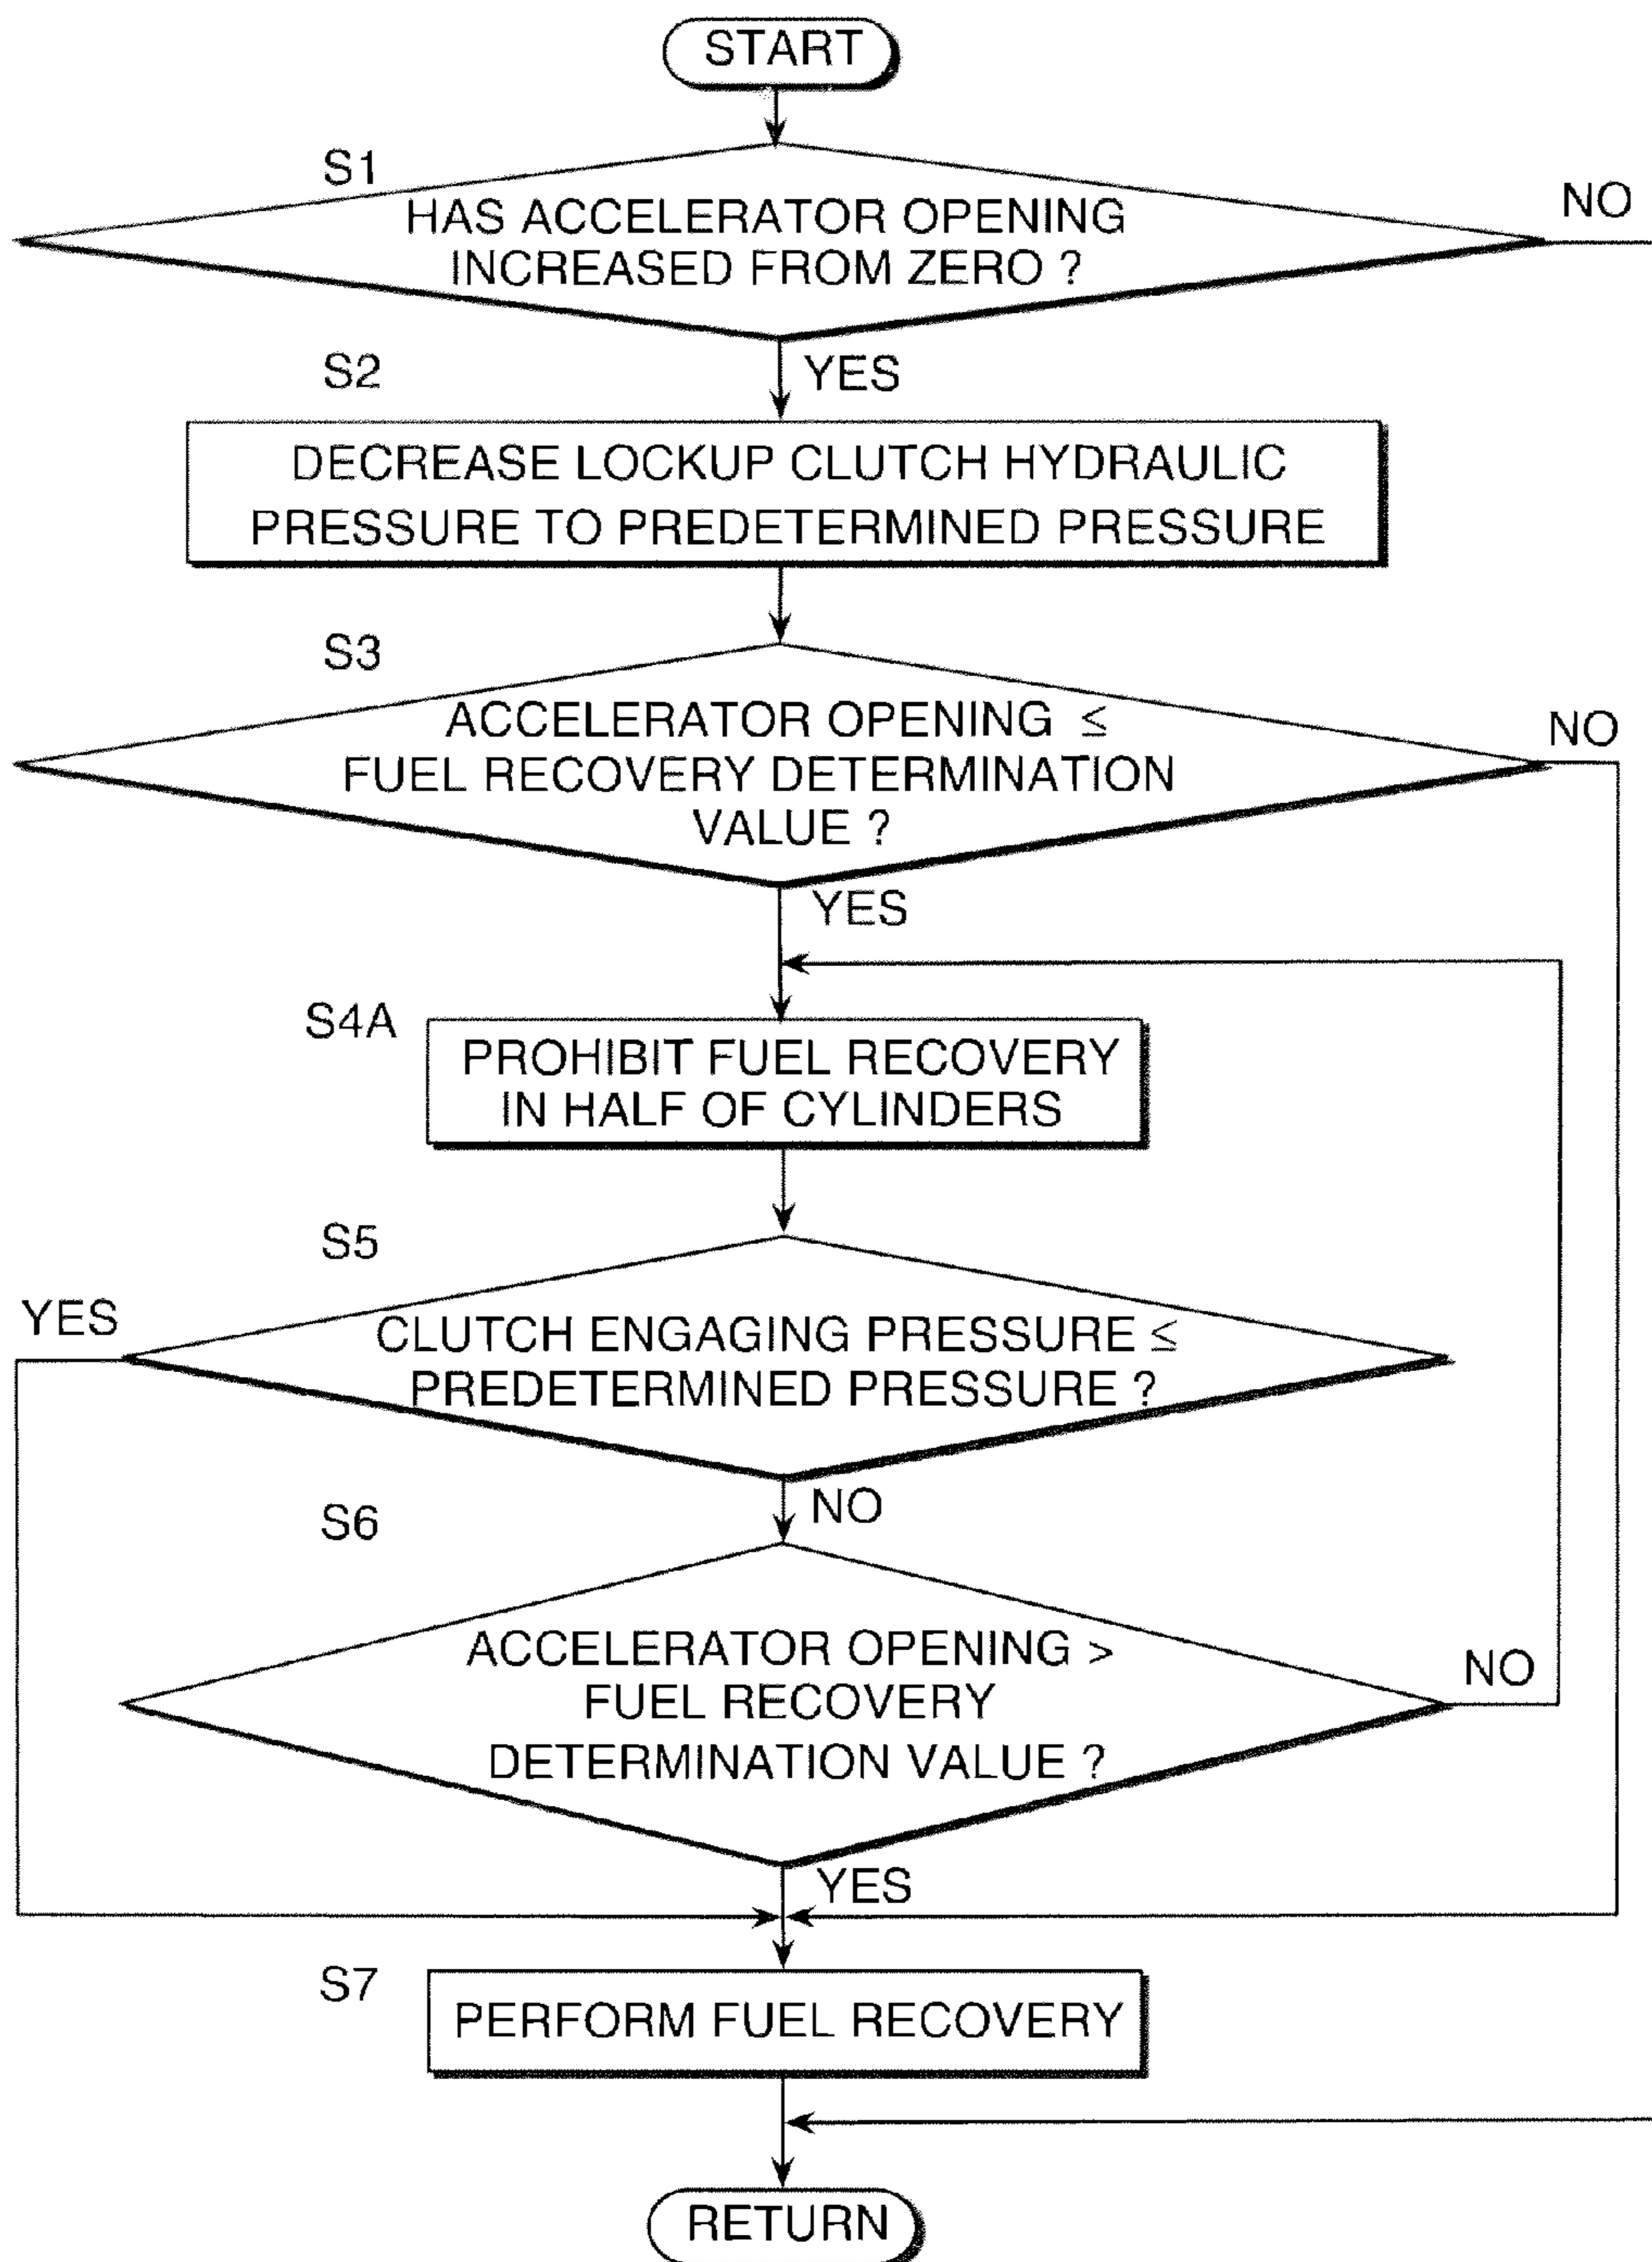 START
S1
HAS ACCELERATOR OPENING
INCREASED FROM ZERO ?
NO
S2
YES
DECREASE LOCKUP CLUTCH HYDRAULIC
PRESSURE TO PREDETERMINED PRESSURE
S3
ACCELERATOR OPENING ≤
FUEL RECOVERY DETERMINATION
VALUE ?
NO
YES
S4A
PROHIBIT FUEL RECOVERY
IN HALF OF CYLINDERS
S5
YES
CLUTCH ENGAGING PRESSURE ≤
PREDETERMINED PRESSURE ?
NO
S6
ACCELERATOR OPENING >
FUEL RECOVERY
DETERMINATION VALUE ?
NO
YES
S7
PERFORM FUEL RECOVERY
RETURN